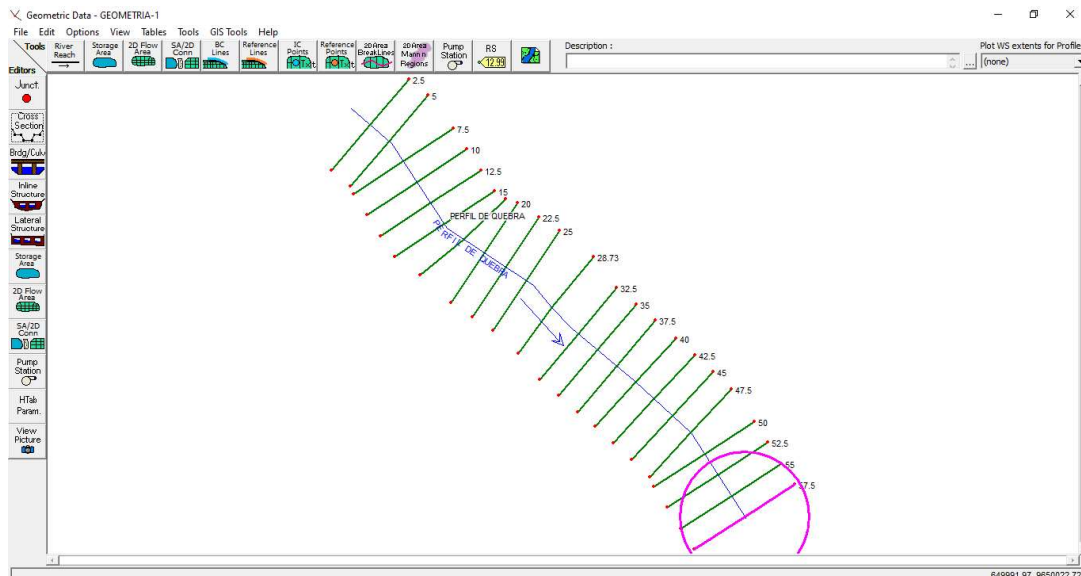 Geometric Data - GEOMETRIA-1
File Edit Options View Tables Tools GIS Tools Help
Tools
River Reach
Storage Area
2D Flow Area
SA/2D Conn
BC Lines
Reference Lines
IC Points
Reference Points
2D Area BreakLines
2D Area Mann n Regions
Pump Station
RS
12.99
Description :
...
Plot WS extents for Profile
(none)
Editors
Junct.
Cross Section
Brdg/Culv
Inline Structure
Lateral Structure
Storage Area
2D Flow Area
SA/2D Conn
Pump Station
HTab Param.
View Picture
2.5
5
7.5
10
12.5
15
20
PERFIL DE QUEBRA
22.5
PERFIL DE QUEBRA
25
28.73
32.5
35
37.5
40
42.5
45
47.5
50
52.5
55
57.5
649991.97, 9650022.72